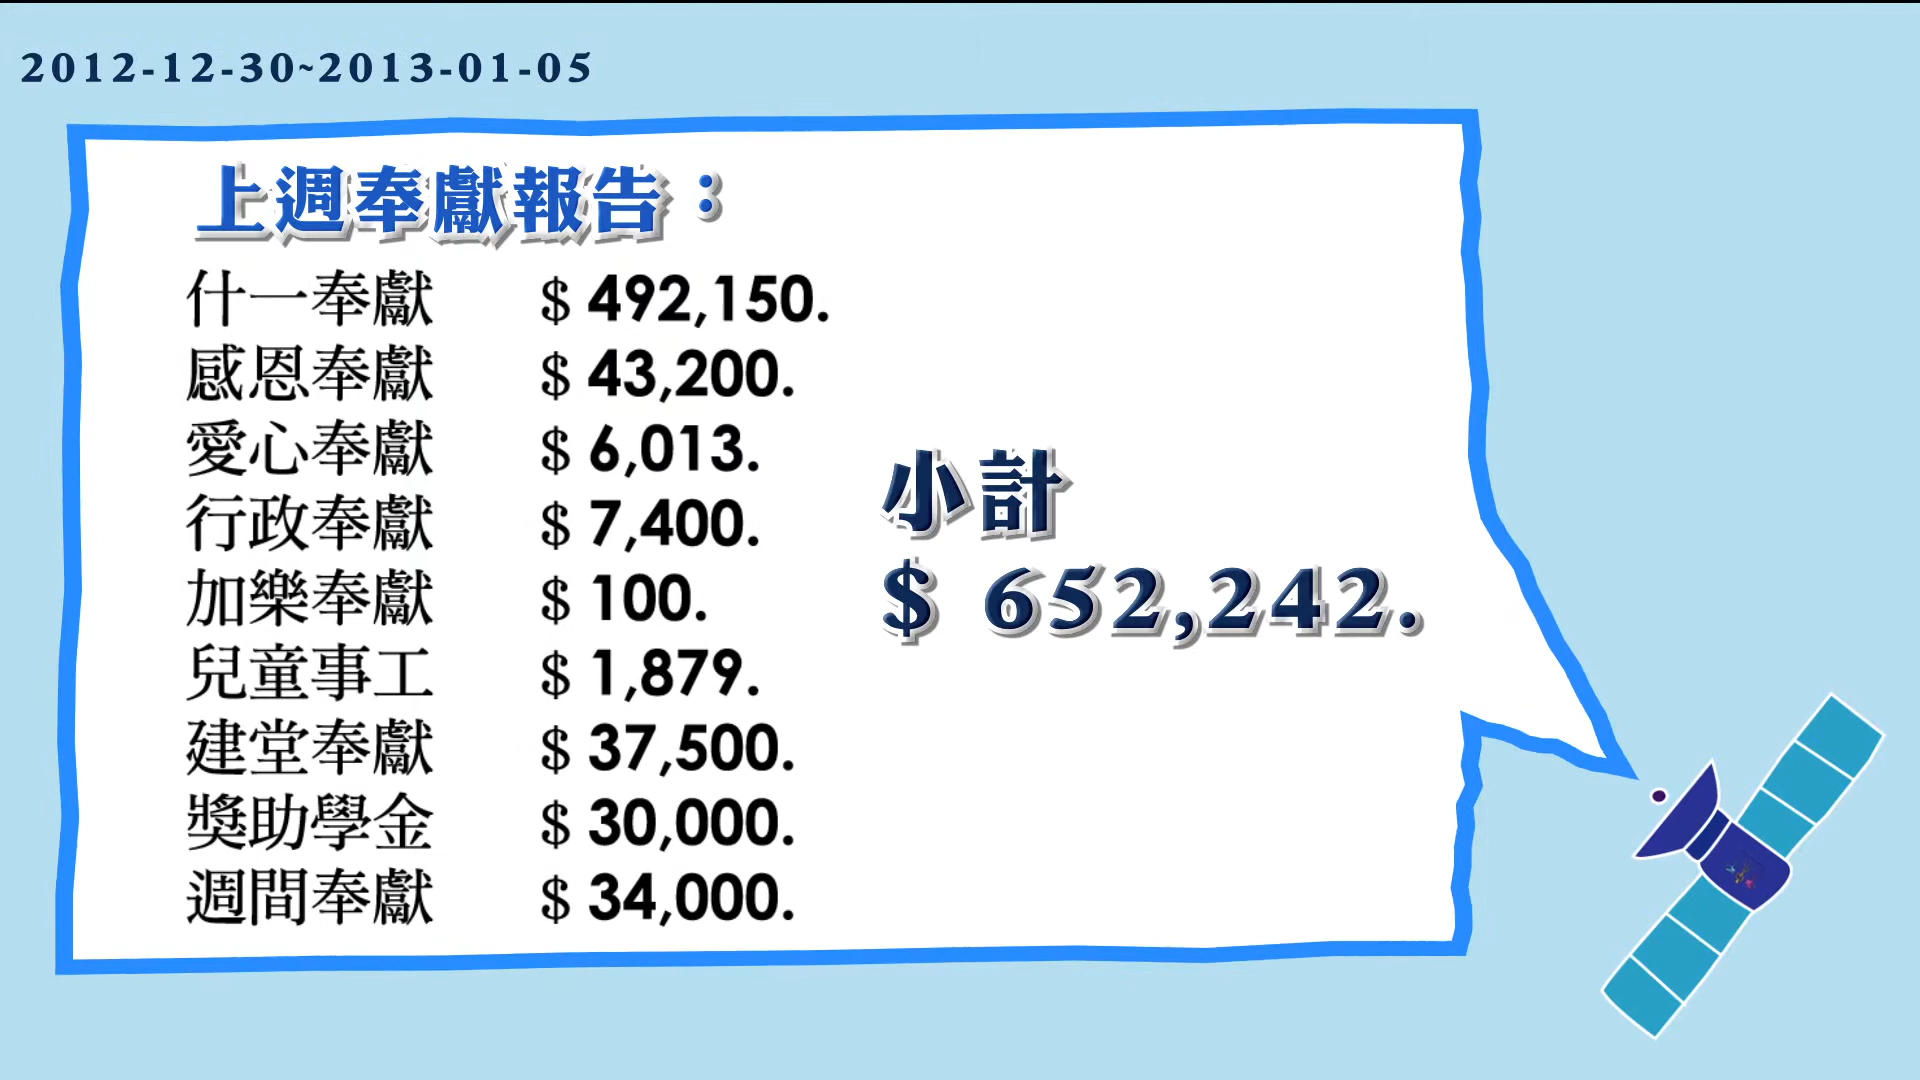 2012-12-30~2013-01-05
上週奉獻報告：
什一奉獻 $ 492,150.
感恩奉獻 $ 43,200.
愛心奉獻 $ 6,013.
行政奉獻 $ 7,400.
加樂奉獻 $ 100.
兒童事工 $ 1,879.
建堂奉獻 $ 37,500.
獎助學金 $ 30,000.
週間奉獻 $ 34,000.
小計
$ 652,242.